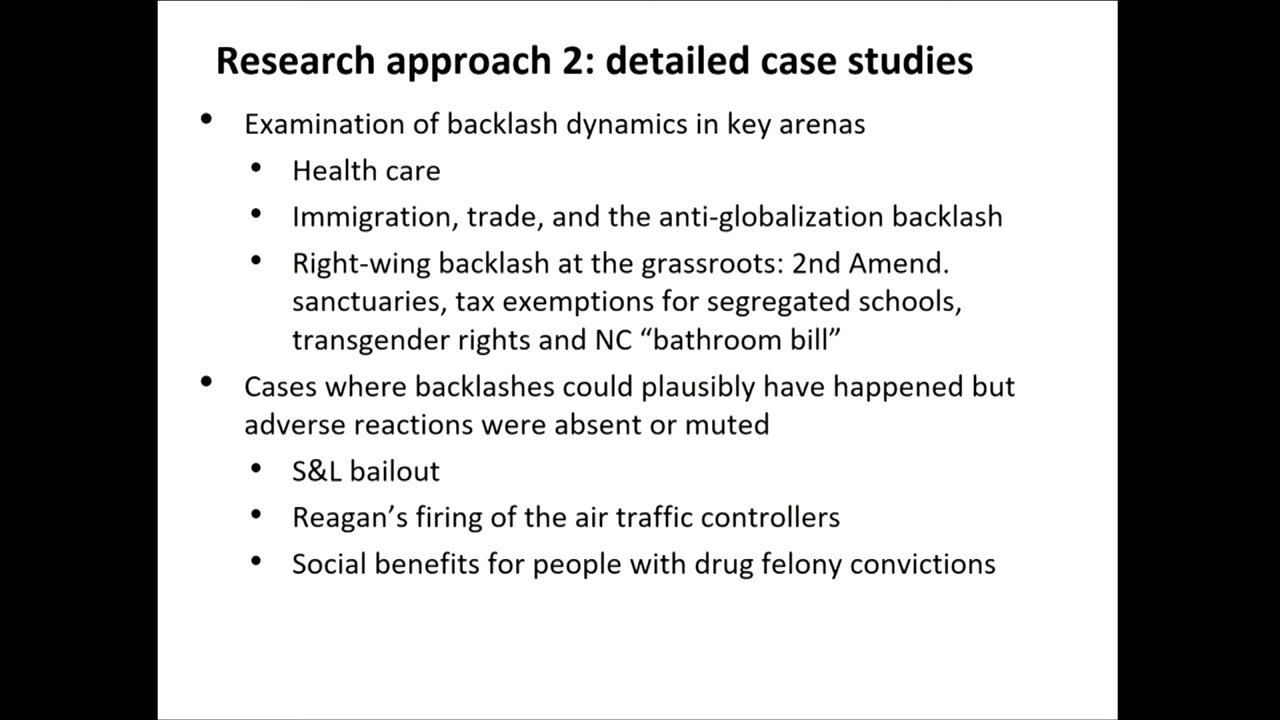 Research approach 2: detailed case studies
• Examination of backlash dynamics in key arenas
• Health care
• Immigration, trade, and the anti-globalization backlash
• Right-wing backlash at the grassroots: 2nd Amend.
sanctuaries, tax exemptions for segregated schools,
transgender rights and NC “bathroom bill”
• Cases where backlashes could plausibly have happened but
adverse reactions were absent or muted
• S&L bailout
• Reagan’s firing of the air traffic controllers
• Social benefits for people with drug felony convictions